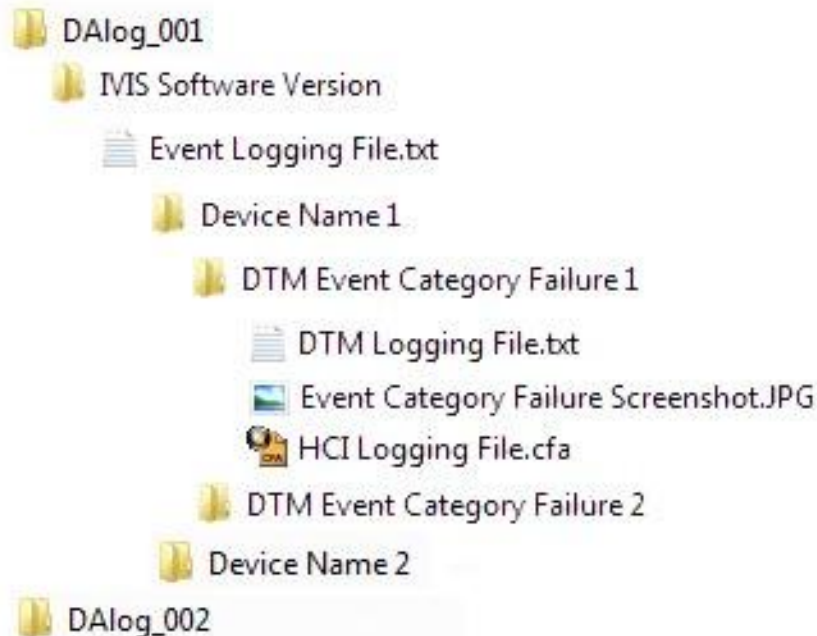 DAlog_001
IVIS Software Version
Event Logging File.txt
Device Name 1
DTM Event Category Failure 1
DTM Logging File.txt
Event Category Failure Screenshot.JPG
CFA
HCI Logging File.cfa
DTM Event Category Failure 2
Device Name 2
DAlog_002